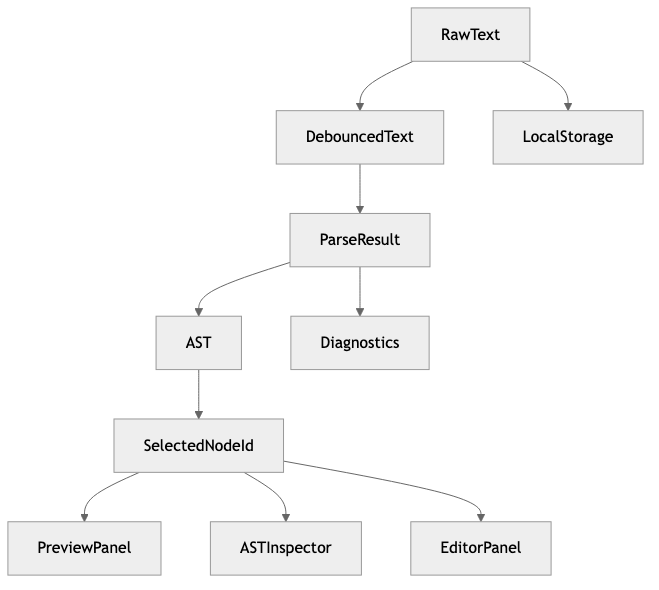 RawText
DebouncedText
LocalStorage
ParseResult
AST
Diagnostics
SelectedNodeId
PreviewPanel
ASTInspector
EditorPanel